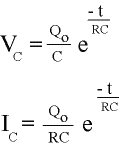 V_C = Q_o/C e^(-t/RC)
I_C = Q_o/RC e^(-t/RC)